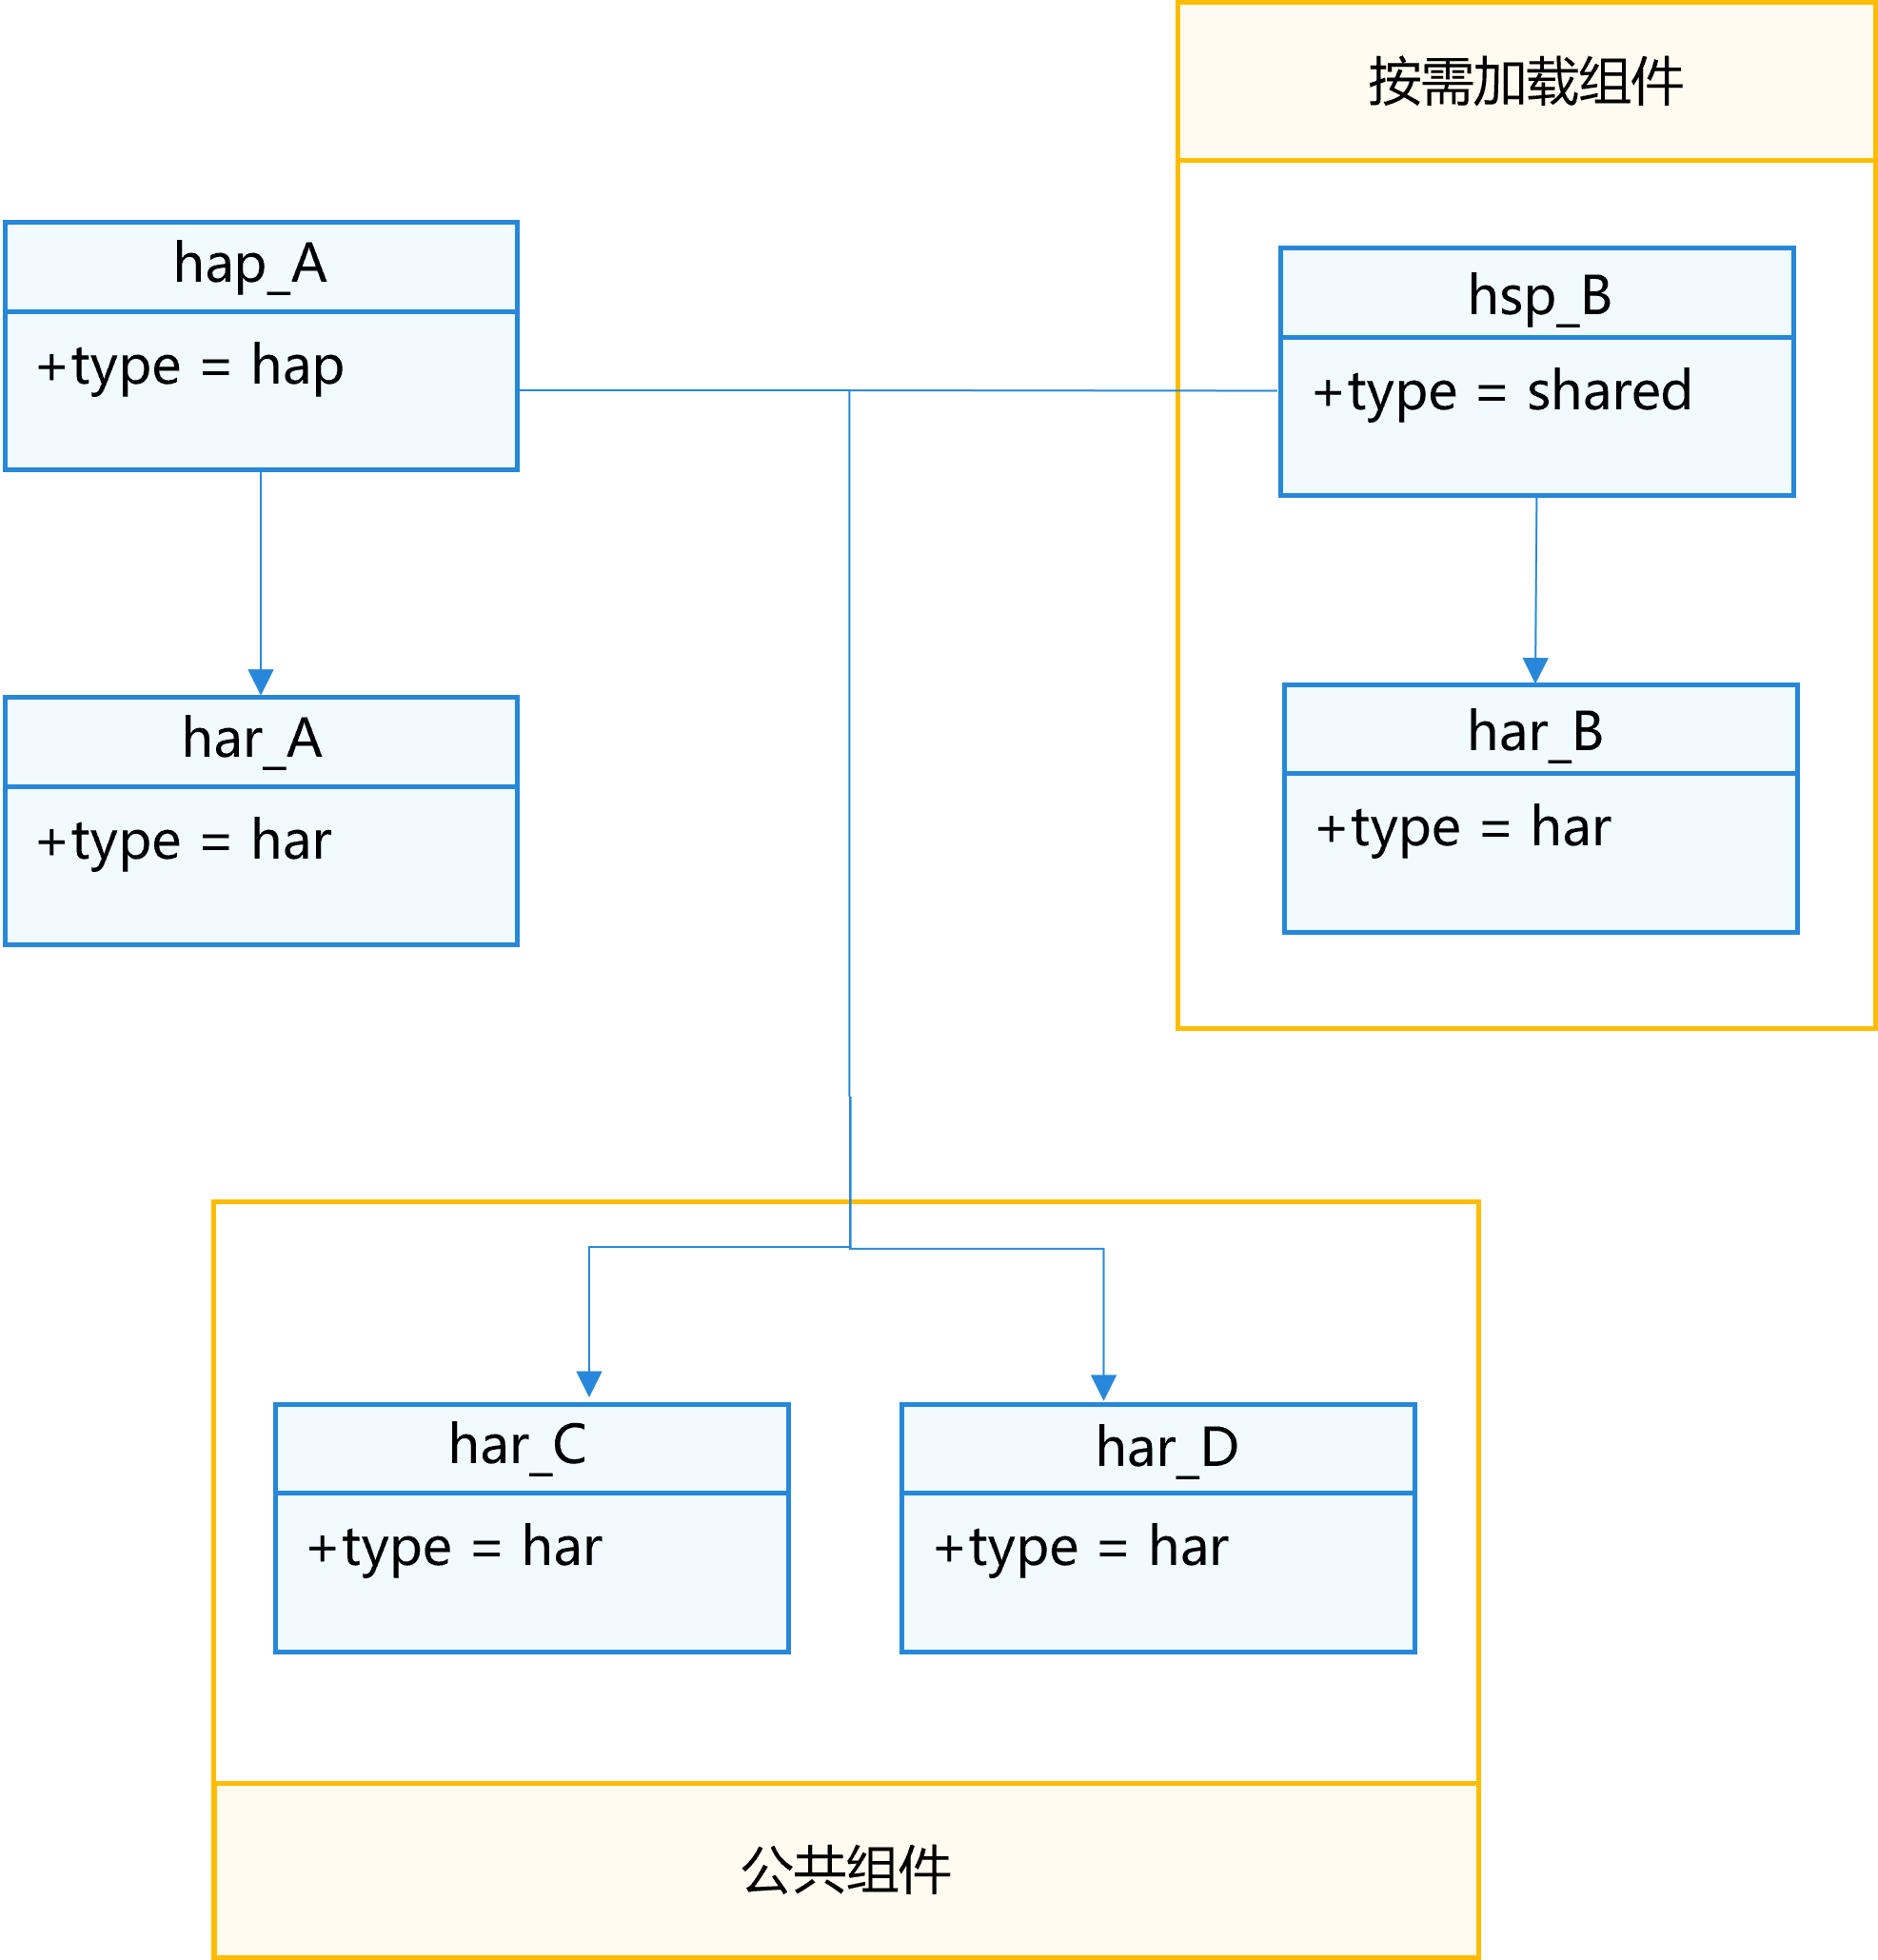 按需加载组件
hap_A
+type = hap
hsp_B
+type = shared
har_A
+type = har
har_B
+type = har
har_C
+type = har
har_D
+type = har
公共组件